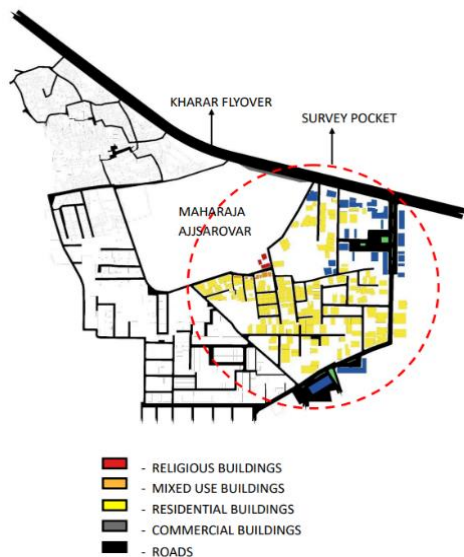 KHARAR FLYOVER
SURVEY POCKET
MAHARAJA
AJJSAROVAR
- RELIGIOUS BUILDINGS
- MIXED USE BUILDINGS
- RESIDENTIAL BUILDINGS
- COMMERCIAL BUILDINGS
- ROADS